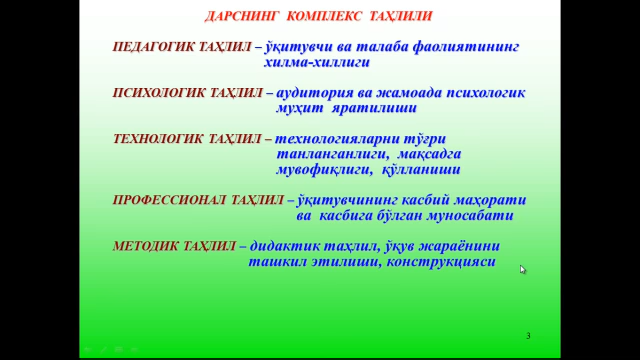 ДАРСНИНГ КОМПЛЕКС ТАҲЛИЛИ
ПЕДАГОГИК ТАҲЛИЛ – ўқитувчи ва талаба фаолиятининг
хилма-хиллиги
ПСИХОЛОГИК ТАҲЛИЛ – аудитория ва жамоада психологик
муҳит яратилиши
ТЕХНОЛОГИК ТАҲЛИЛ – технологияларни тўғри
танланганлиги, мақсадга
мувофиқлиги, қўлланиши
ПРОФЕССИОНАЛ ТАҲЛИЛ – ўқитувчининг касбий маҳорати
ва касбига бўлган муносабати
МЕТОДИК ТАҲЛИЛ – дидактик таҳлил, ўқув жараёнини
ташкил этилиши, конструкцияси
3